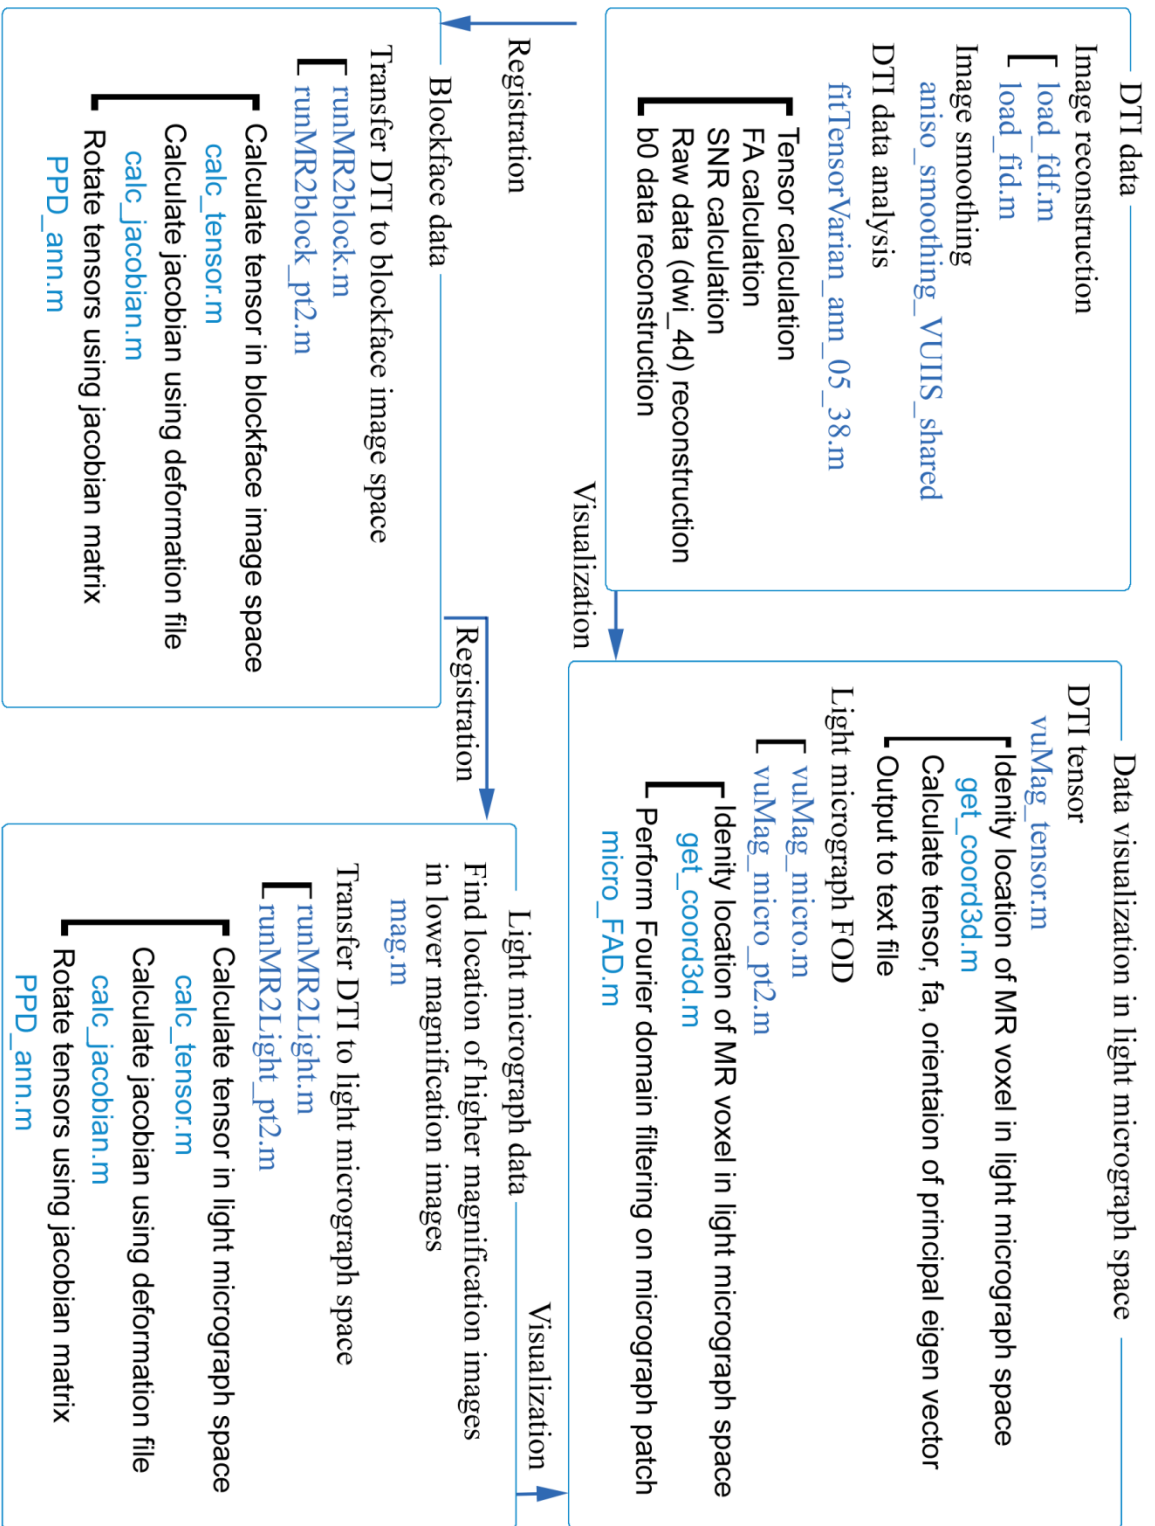 DTI data
Image reconstruction
load_fdf.m
load_fid.m
Image smoothing
aniso_smoothing_VUIIS_shared
DTI data analysis
fitTensorVarian_ann_05_38.m
Tensor calculation
FA calculation
SNR calculation
Raw data (dwi_4d) reconstruction
b0 data reconstruction
Visualization
Data visualization in light micrograph space
DTI tensor
vuMag_tensor.m
Idenity location of MR voxel in light micrograph space
get_coord3d.m
Calculate tensor, fa, orientaion of principal eigen vector
Output to text file
Light micrograph FOD
vuMag_micro.m
vuMag_micro_pt2.m
Idenity location of MR voxel in light micrograph space
get_coord3d.m
Perform Fourier domain filtering on micrograph patch
micro_FAD.m
Registration
Blockface data
Transfer DTI to blockface image space
runMR2block.m
runMR2block_pt2.m
Calculate tensor in blockface image space
calc_tensor.m
Calculate jacobian using deformation file
calc_jacobian.m
Rotate tensors using jacobian matrix
PPD_ann.m
Registration
Visualization
Light micrograph data
Find location of higher magnification images
in lower magnification images
mag.m
Transfer DTI to light micrograph space
runMR2Light.m
runMR2Light_pt2.m
Calculate tensor in light micrograph space
calc_tensor.m
Calculate jacobian using deformation file
calc_jacobian.m
Rotate tensors using jacobian matrix
PPD_ann.m